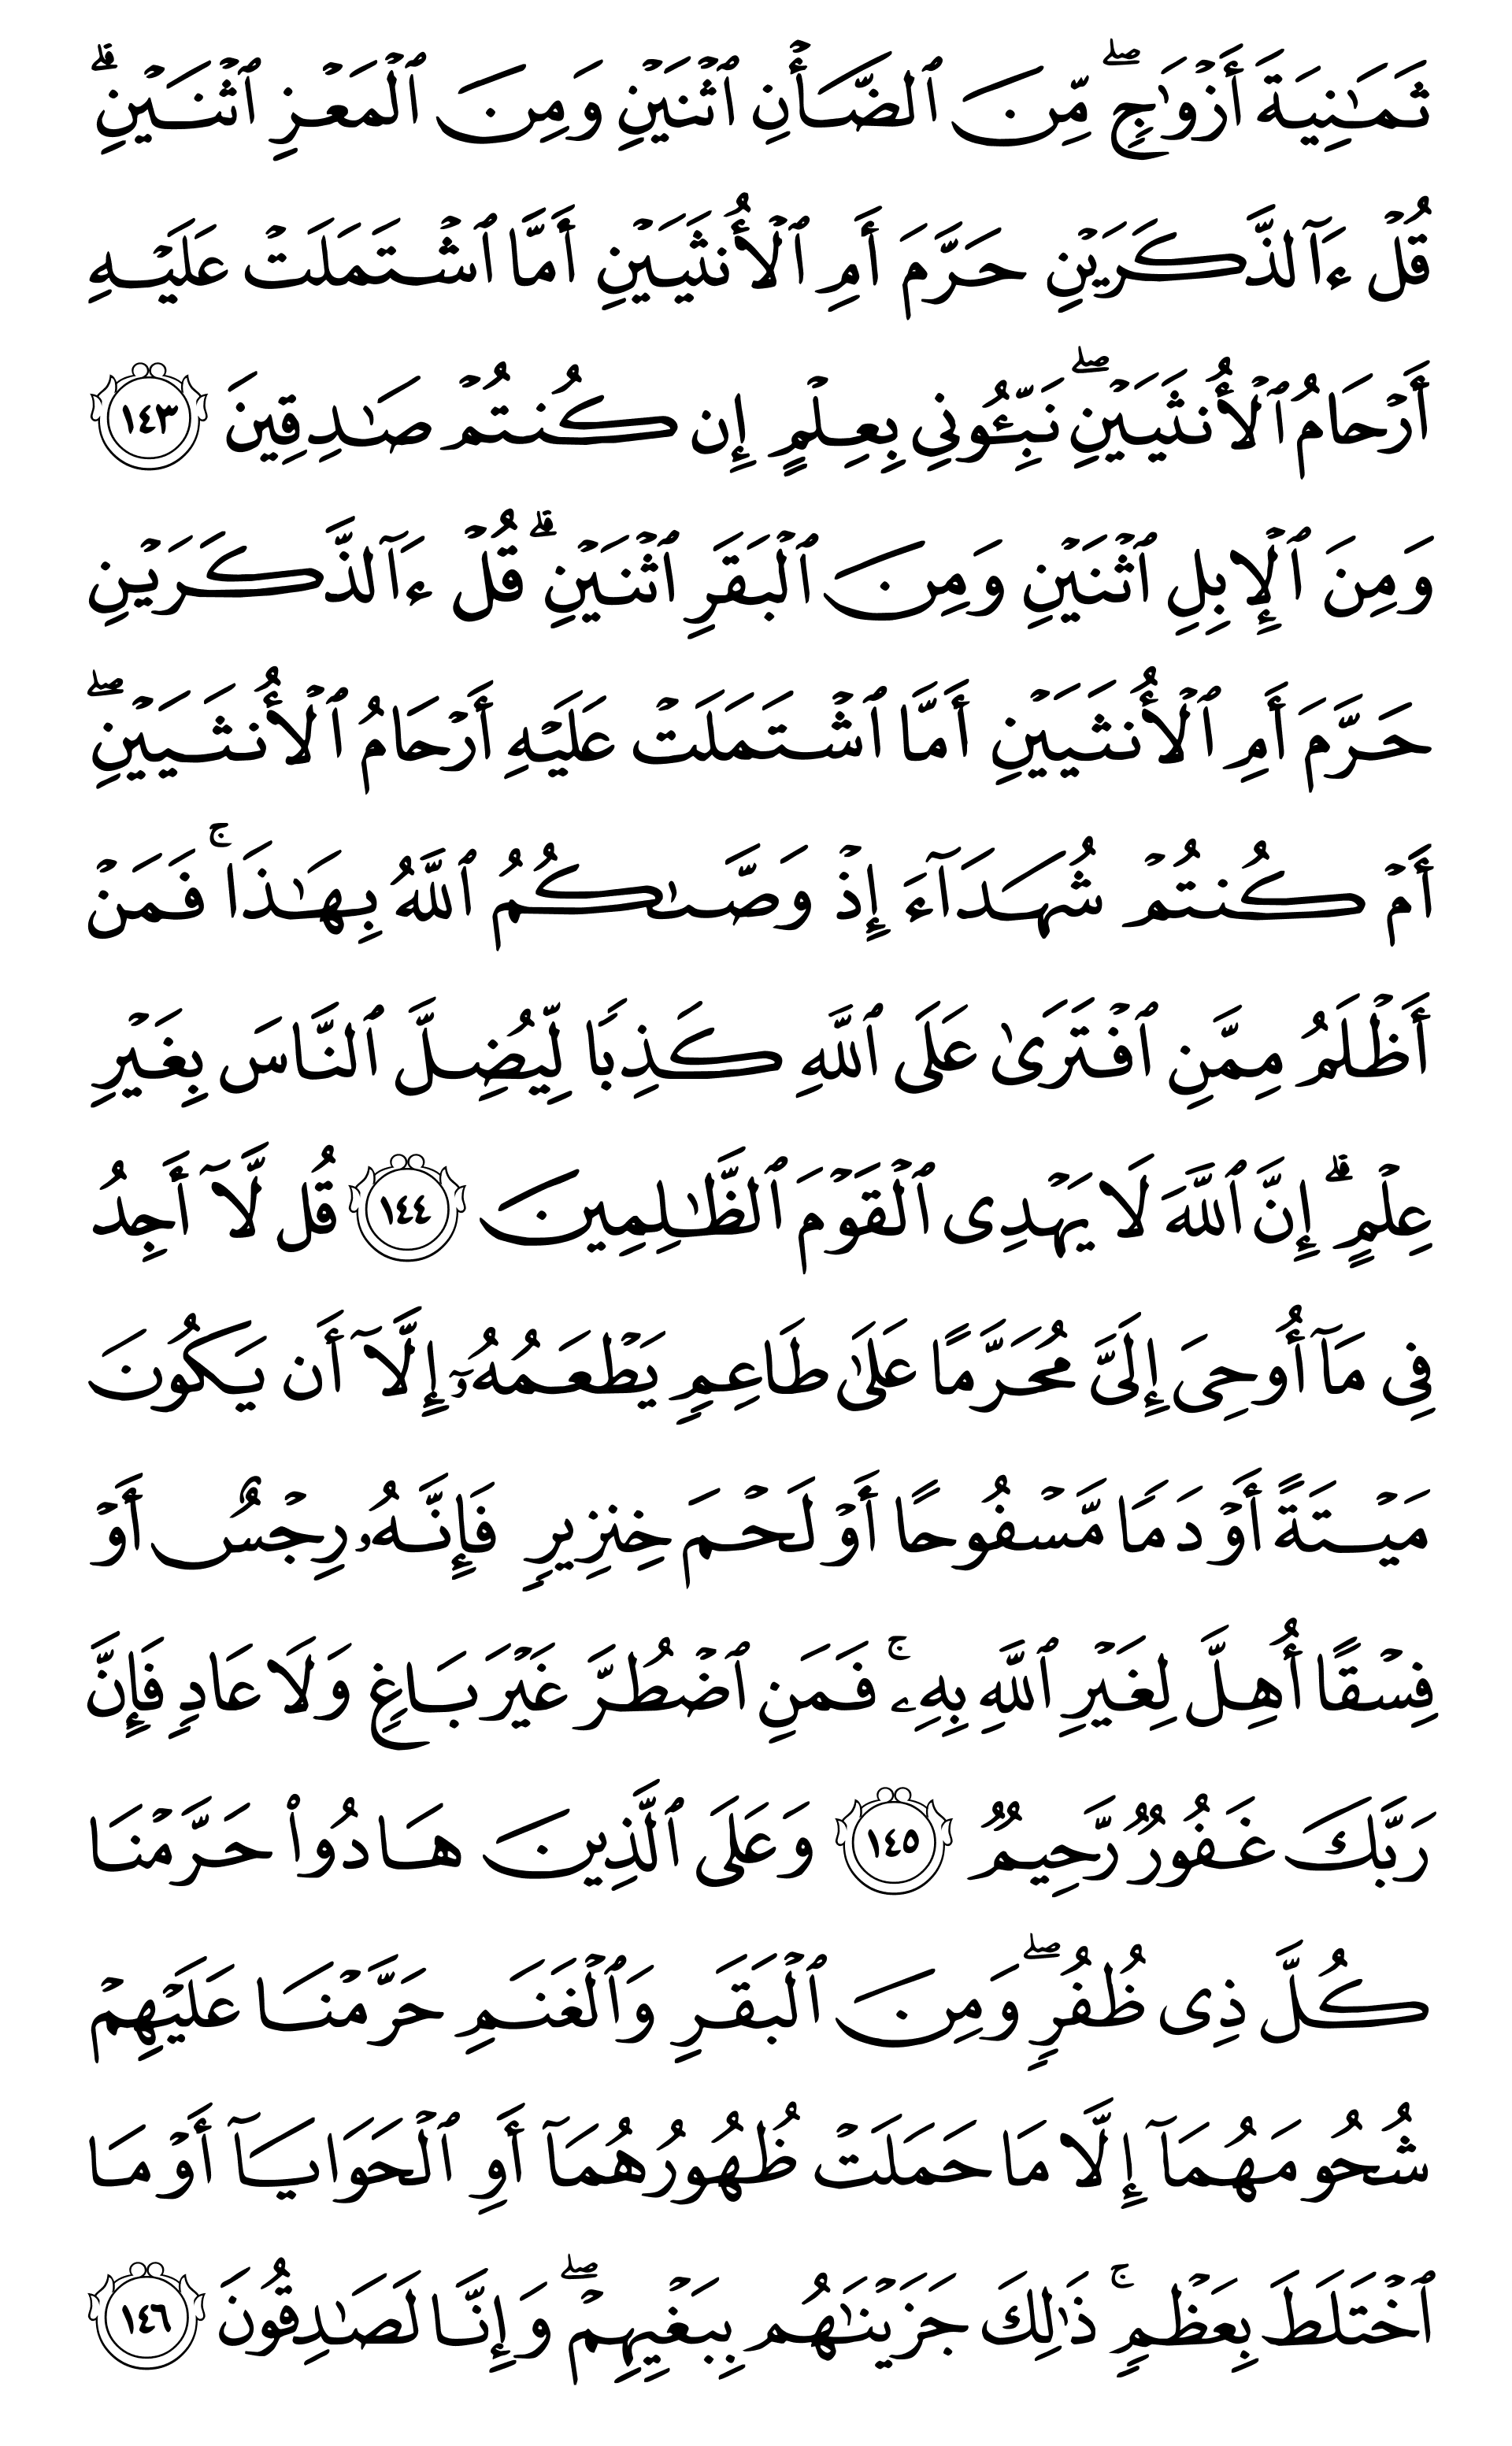 ثَمَٰنِيَةَ أَزۡوَٰجٖۖ مِّنَ ٱلضَّأۡنِ ٱثۡنَيۡنِ وَمِنَ ٱلۡمَعۡزِ ٱثۡنَيۡنِۗ
قُلۡ ءَآلذَّكَرَيۡنِ حَرَّمَ أَمِ ٱلۡأُنثَيَيۡنِ أَمَّا ٱشۡتَمَلَتۡ عَلَيۡهِ
أَرۡحَامُ ٱلۡأُنثَيَيۡنِۖ نَبِّـُٔونِي بِعِلۡمٍ إِن كُنتُمۡ صَٰدِقِينَ ١٤٣
وَمِنَ ٱلۡإِبِلِ ٱثۡنَيۡنِ وَمِنَ ٱلۡبَقَرِ ٱثۡنَيۡنِۗ قُلۡ ءَآلذَّكَرَيۡنِ
حَرَّمَ أَمِ ٱلۡأُنثَيَيۡنِ أَمَّا ٱشۡتَمَلَتۡ عَلَيۡهِ أَرۡحَامُ ٱلۡأُنثَيَيۡنِۖ
أَمۡ كُنتُمۡ شُهَدَآءَ إِذۡ وَصَّىٰكُمُ ٱللَّهُ بِهَٰذَاۚ فَمَنۡ
أَظۡلَمُ مِمَّنِ ٱفۡتَرَىٰ عَلَى ٱللَّهِ كَذِبٗا لِّيُضِلَّ ٱلنَّاسَ بِغَيۡرِ
عِلۡمٍۗ إِنَّ ٱللَّهَ لَا يَهۡدِي ٱلۡقَوۡمَ ٱلظَّٰلِمِينَ ١٤٤ قُل لَّآ أَجِدُ
فِي مَآ أُوحِيَ إِلَيَّ مُحَرَّمًا عَلَىٰ طَاعِمٖ يَطۡعَمُهُۥٓ إِلَّآ أَن يَكُونَ
مَيۡتَةً أَوۡ دَمٗا مَّسۡفُوحًا أَوۡ لَحۡمَ خِنزِيرٖ فَإِنَّهُۥ رِجۡسٌ أَوۡ
فِسۡقًا أُهِلَّ لِغَيۡرِ ٱللَّهِ بِهِۦۚ فَمَنِ ٱضۡطُرَّ غَيۡرَ بَاغٖ وَلَا عَادٖ فَإِنَّ
رَبَّكَ غَفُورٞ رَّحِيمٞ ١٤٥ وَعَلَى ٱلَّذِينَ هَادُواْ حَرَّمۡنَا
كُلَّ ذِي ظُفُرٖۖ وَمِنَ ٱلۡبَقَرِ وَٱلۡغَنَمِ حَرَّمۡنَا عَلَيۡهِمۡ
شُحُومَهُمَآ إِلَّا مَا حَمَلَتۡ ظُهُورُهُمَآ أَوِ ٱلۡحَوَايَآ أَوۡ مَا
ٱخۡتَلَطَ بِعَظۡمٖۚ ذَٰلِكَ جَزَيۡنَٰهُم بِبَغۡيِهِمۡۖ وَإِنَّا لَصَٰدِقُونَ ١٤٦